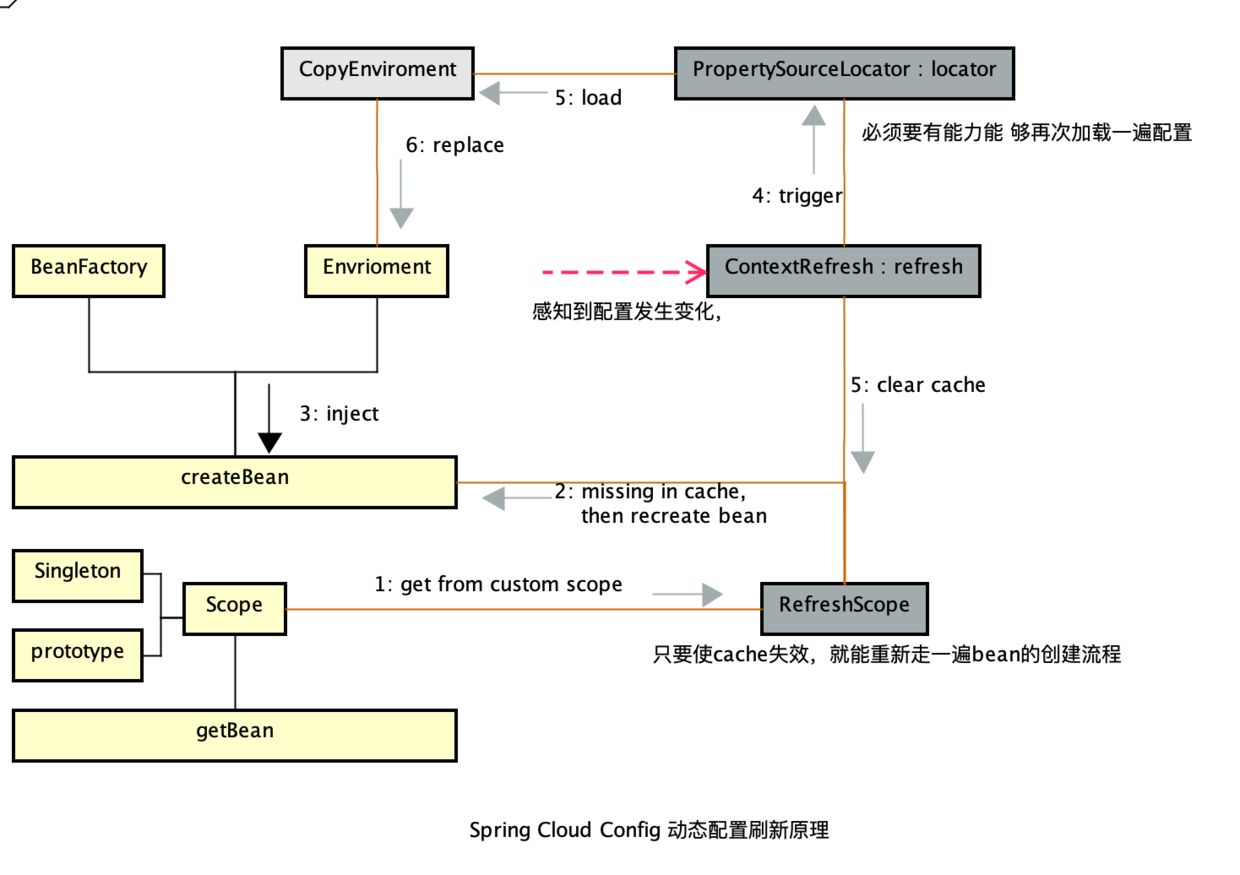 CopyEnviroment
PropertySourceLocator : locator
5: load
必须要有能力能 够再次加载一遍配置
6: replace
4: trigger
BeanFactory
Envrioment
ContextRefresh : refresh
感知到配置发生变化，
5: clear cache
3: inject
createBean
2: missing in cache,
then recreate bean
Singleton
1: get from custom scope
Scope
RefreshScope
prototype
只要使cache失效，就能重新走一遍bean的创建流程
getBean
Spring Cloud Config 动态配置刷新原理